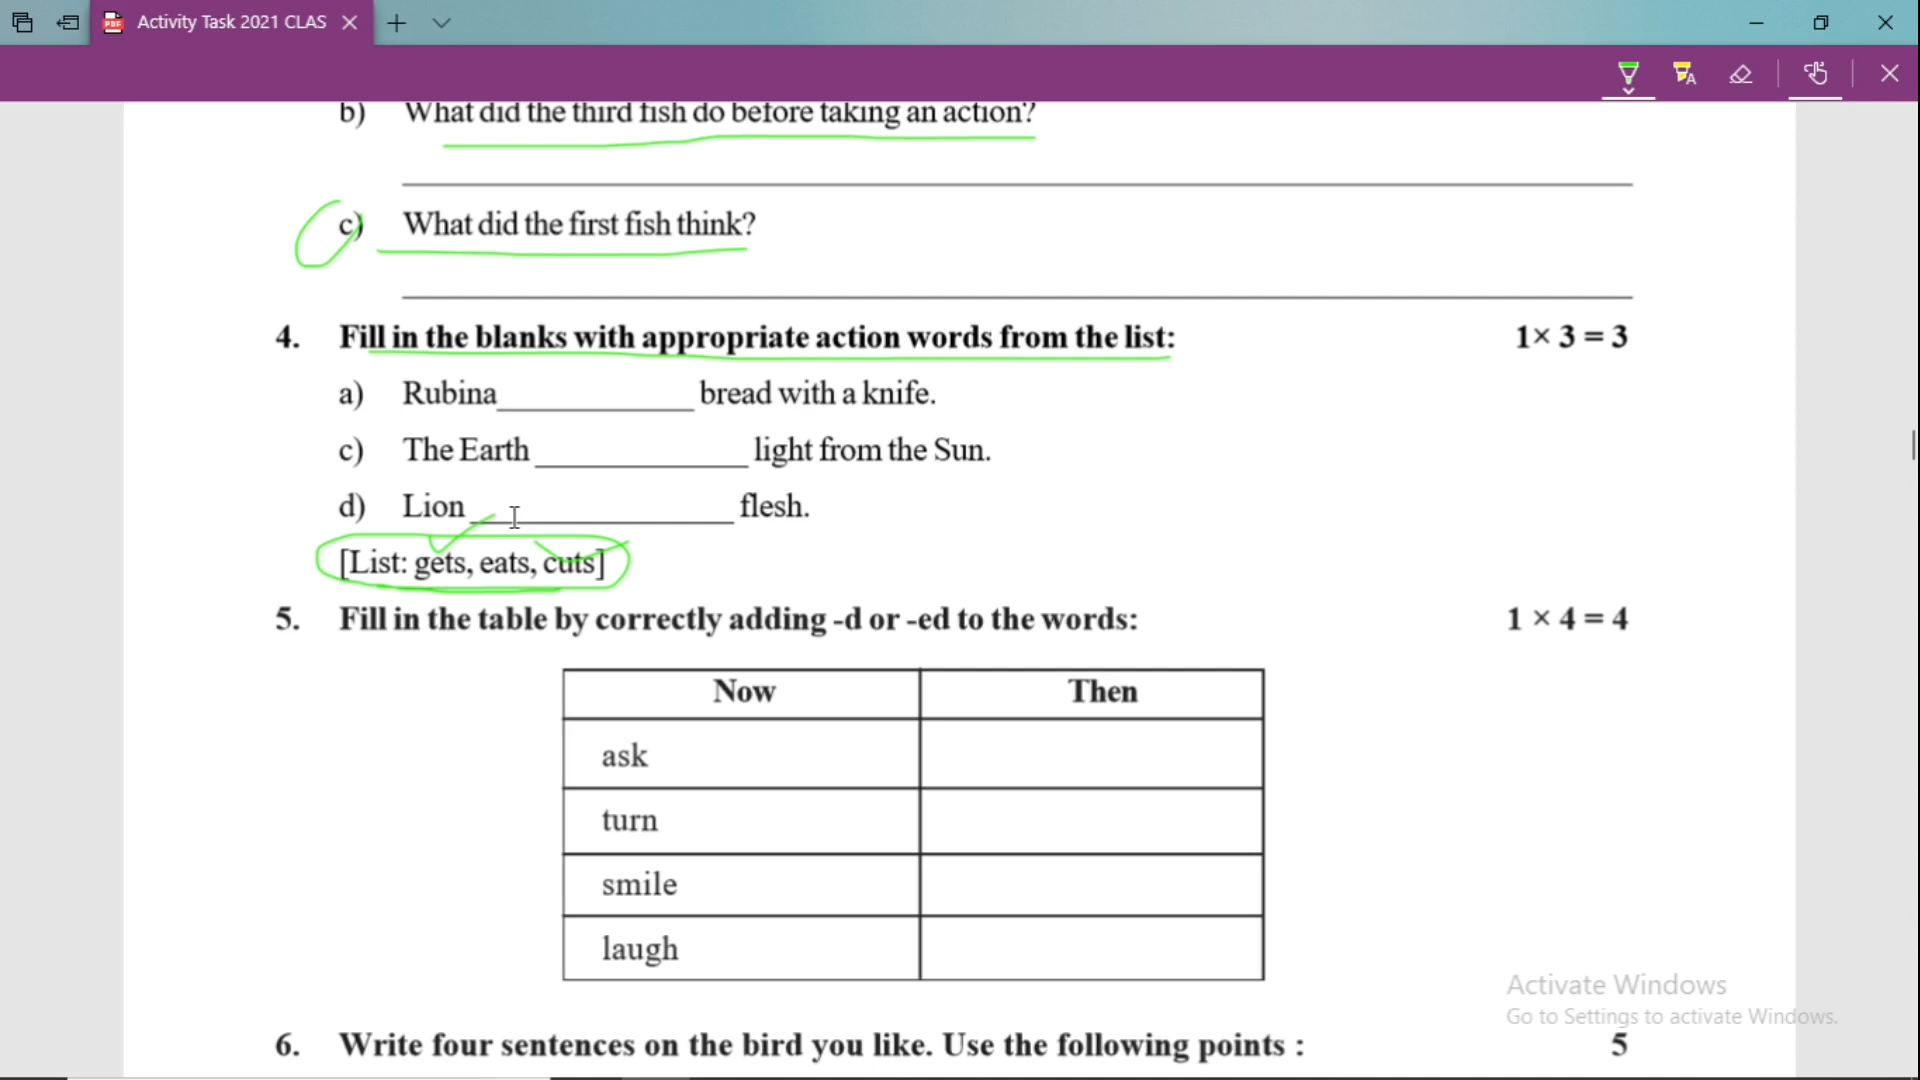 Activity Task 2021 CLAS
b) What did the third fish do before taking an action?
c) What did the first fish think?
4. Fill in the blanks with appropriate action words from the list: 1× 3 = 3
a) Rubina____________ bread with a knife.
c) The Earth _____________ light from the Sun.
d) Lion ________________ flesh.
[List: gets, eats, cuts]
5. Fill in the table by correctly adding -d or -ed to the words: 1 × 4 = 4
Now Then
ask
turn
smile
laugh
Activate Windows
Go to Settings to activate Windows.
6. Write four sentences on the bird you like. Use the following points : 5